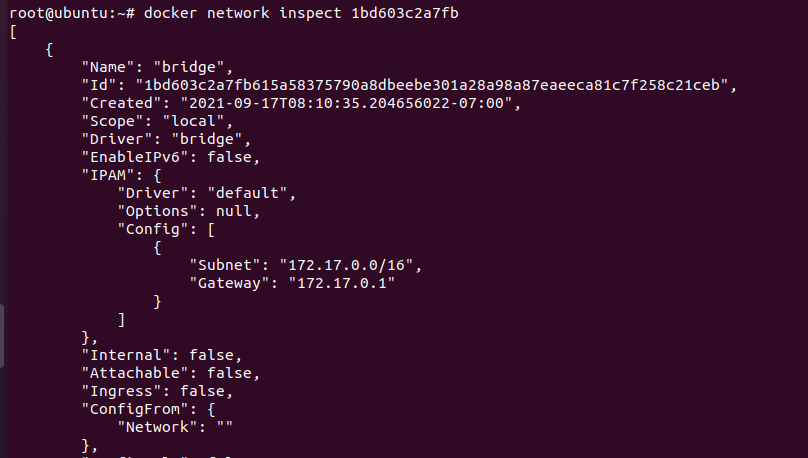 root@ubuntu:~# docker network inspect 1bd603c2a7fb
[
    {
        "Name": "bridge",
        "Id": "1bd603c2a7fb615a58375790a8dbeebe301a28a98a87eaeeca81c7f258c21ceb",
        "Created": "2021-09-17T08:10:35.204656022-07:00",
        "Scope": "local",
        "Driver": "bridge",
        "EnableIPv6": false,
        "IPAM": {
            "Driver": "default",
            "Options": null,
            "Config": [
                {
                    "Subnet": "172.17.0.0/16",
                    "Gateway": "172.17.0.1"
                }
            ]
        },
        "Internal": false,
        "Attachable": false,
        "Ingress": false,
        "ConfigFrom": {
            "Network": ""
        },